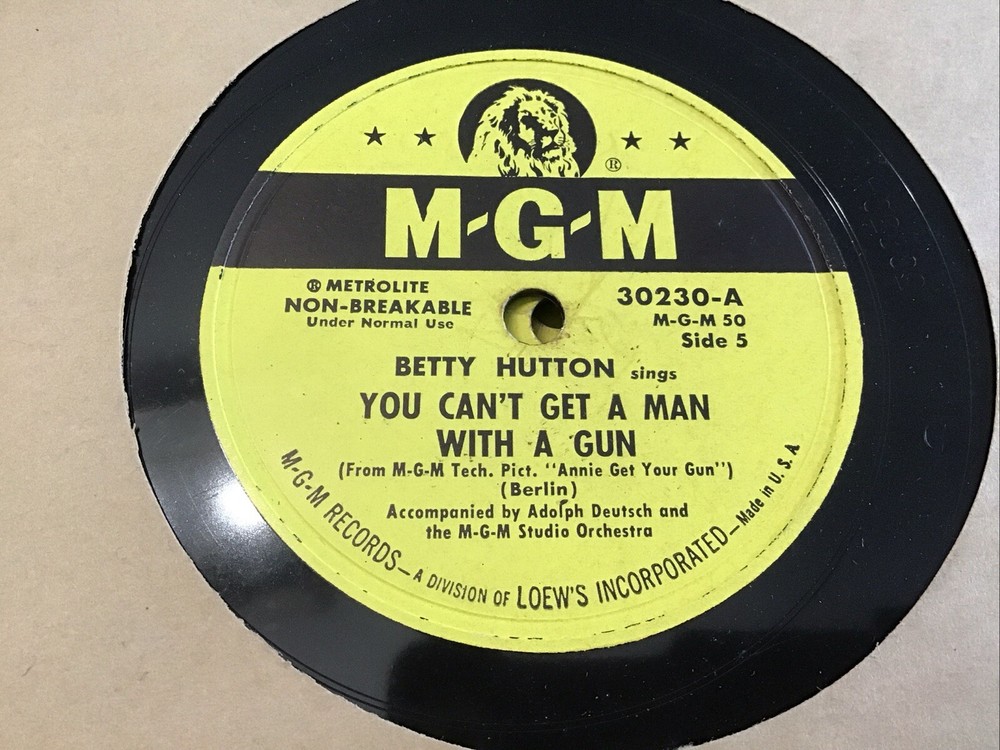 ★ ★ ★ ★
®
M-G-M
® METROLITE
NON-BREAKABLE
Under Normal Use
30230-A
M-G-M 50
Side 5
BETTY HUTTON sings
YOU CAN'T GET A MAN
WITH A GUN
(From M-G-M Tech. Pict. "Annie Get Your Gun")
(Berlin)
Accompanied by Adolph Deutsch and
the M-G-M Studio Orchestra
M-G-M RECORDS—A DIVISION OF LOEW'S INCORPORATED—Made in U. S. A